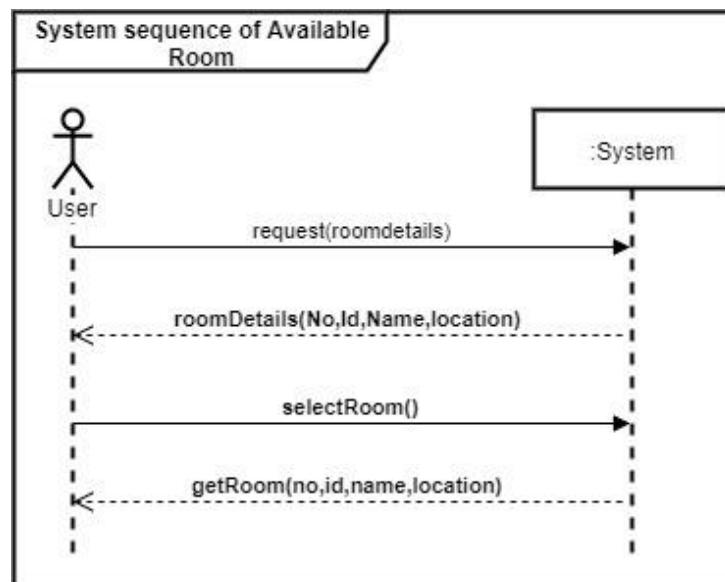 System sequence of Available
Room
:System
User
request(roomdetails)
roomDetails(No,Id,Name,location)
selectRoom()
getRoom(no,id,name,location)